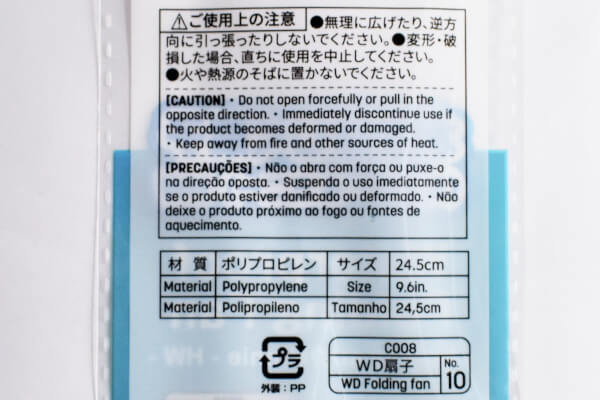 ⚠ご使用上の注意 ●無理に広げたり、逆方
向に引っ張ったりしないでください。●変形・破
損した場合、直ちに使用を中止してください。
●火や熱源のそばに置かないでください。
[CAUTION]・Do not open forcefully or pull in the
opposite direction.・Immediately discontinue use if
the product becomes deformed or damaged.
・Keep away from fire and other sources of heat.
[PRECAUÇÕES]・Não o abra com força ou puxe-o
na direção oposta.・Suspenda o uso imediatamente
se o produto estiver danificado ou deformado.・Não
deixe o produto próximo ao fogo ou fontes de
aquecimento.
材 質 ポリプロピレン サイズ 24.5cm
Material Polypropylene Size 9.6in.
Material Polipropileno Tamanho 24,5cm
プラ
外装:PP
C008
WD扇子
WD Folding fan
No.
10